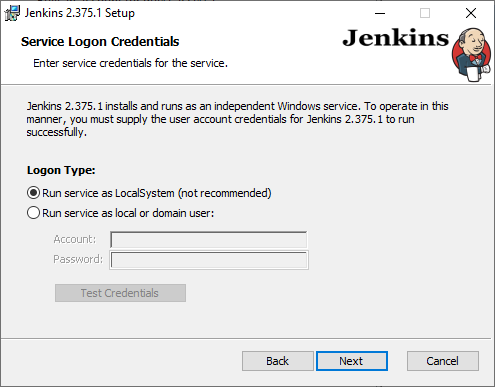 Jenkins 2.375.1 Setup
Service Logon Credentials
Enter service credentials for the service.
Jenkins
Jenkins 2.375.1 installs and runs as an independent Windows service. To operate in this
manner, you must supply the user account credentials for Jenkins 2.375.1 to run
successfully.
Logon Type:
Run service as LocalSystem (not recommended)
Run service as local or domain user:
Account:
Password:
Test Credentials
Back
Next
Cancel